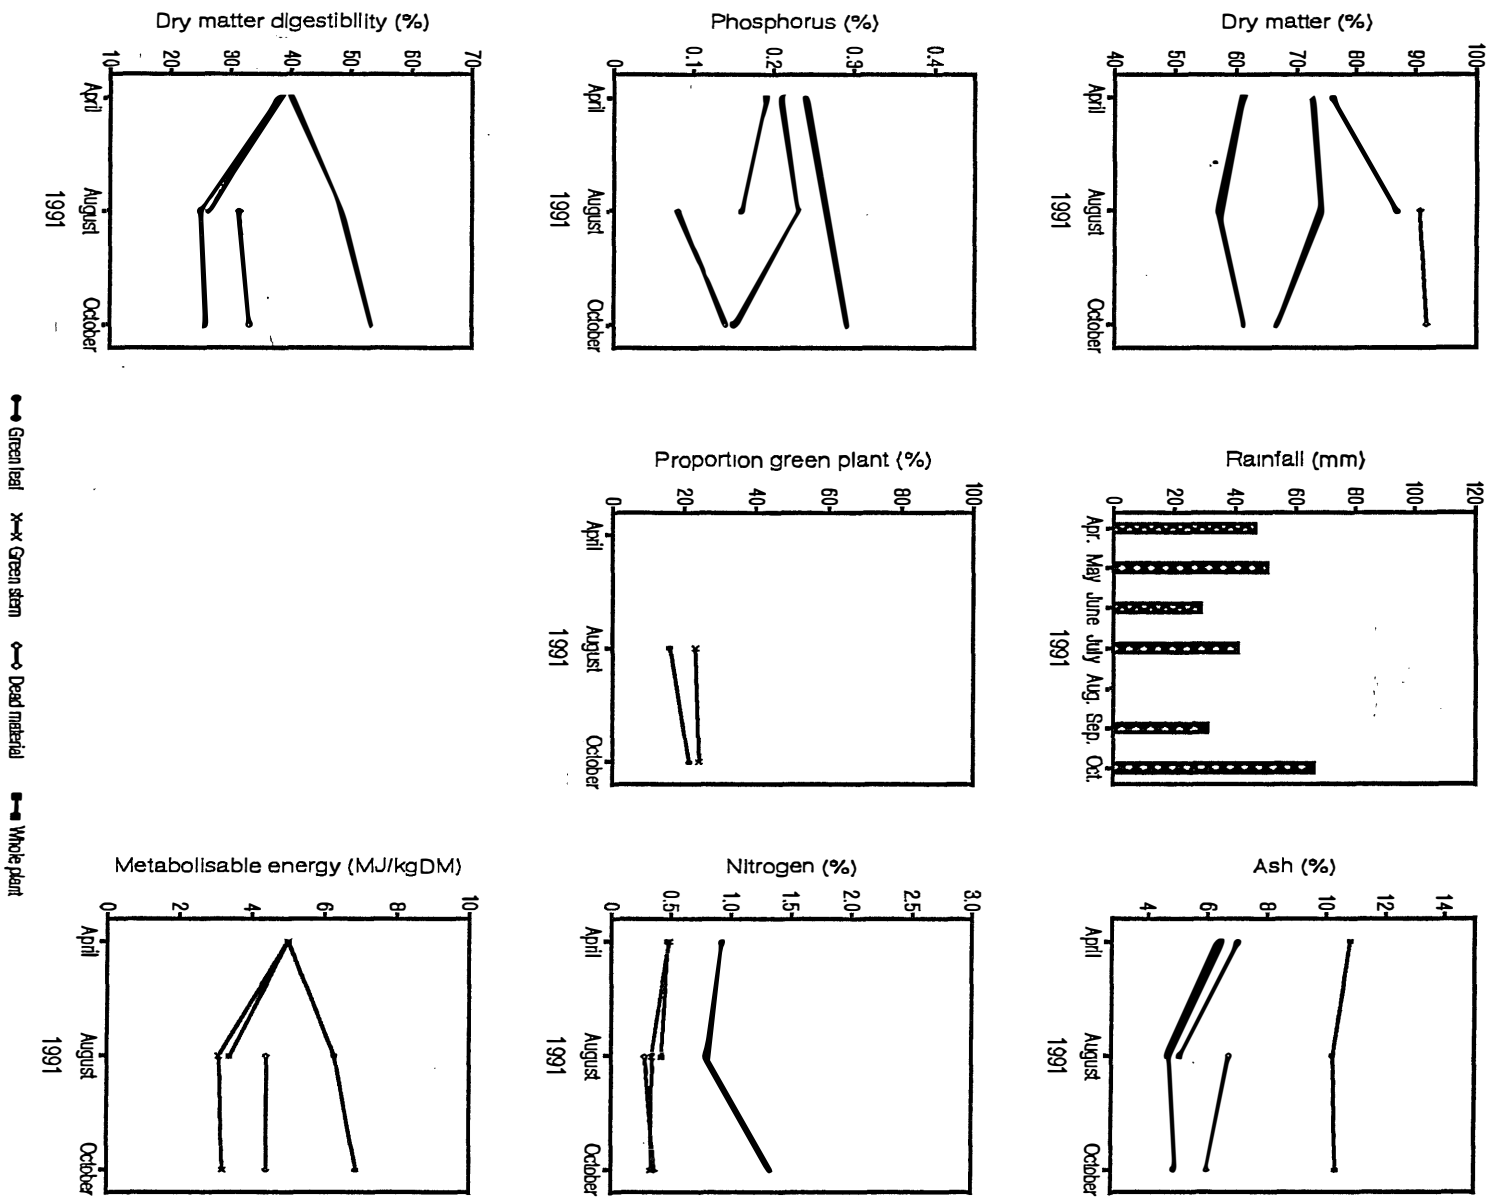 Dry matter digestibility (%)
10 20 30 40 50 60 70
April August October
1991
Phosphorus (%)
0 0.1 0.2 0.3 0.4
April August October
1991
Dry matter (%)
40 50 60 70 80 90 100
April August October
1991
Proportion green plant (%)
0 20 40 60 80 100
April August October
1991
Rainfall (mm)
0 20 40 60 80 100 120
Apr. May June July Aug. Sep. Oct.
1991
Metabolisable energy (MJ/kgDM)
0 2 4 6 8 10
April August October
1991
Nitrogen (%)
0 0.5 1.0 1.5 2.0 2.5 3.0
April August October
1991
Ash (%)
4 6 8 10 12 14
April August October
1991
Green leaf Green stem Dead material Whole plant